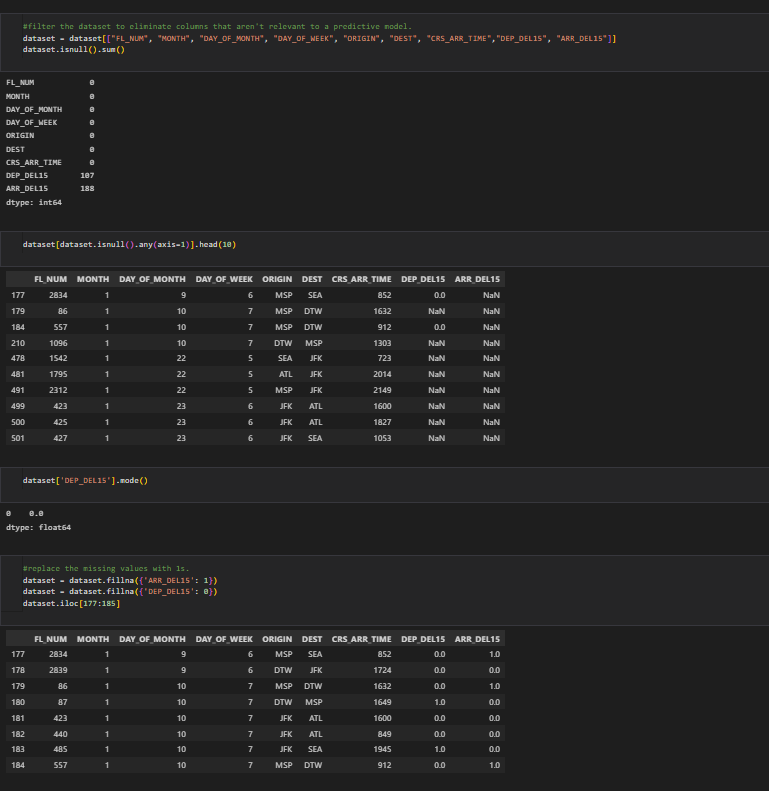 #filter the dataset to eliminate columns that aren't relevant to a predictive model.
dataset = dataset[["FL_NUM", "MONTH", "DAY_OF_MONTH", "DAY_OF_WEEK", "ORIGIN", "DEST", "CRS_ARR_TIME","DEP_DEL15", "ARR_DEL15"]]
dataset.isnull().sum()
FL_NUM 0
MONTH 0
DAY_OF_MONTH 0
DAY_OF_WEEK 0
ORIGIN 0
DEST 0
CRS_ARR_TIME 0
DEP_DEL15 107
ARR_DEL15 188
dtype: int64
dataset[dataset.isnull().any(axis=1)].head(10)
FL_NUM MONTH DAY_OF_MONTH DAY_OF_WEEK ORIGIN DEST CRS_ARR_TIME DEP_DEL15 ARR_DEL15
177 2834 1 9 6 MSP SEA 852 0.0 NaN
179 86 1 10 7 MSP DTW 1632 NaN NaN
184 557 1 10 7 MSP DTW 912 0.0 NaN
210 1096 1 10 7 DTW MSP 1303 NaN NaN
478 1542 1 22 5 SEA JFK 723 NaN NaN
481 1795 1 22 5 ATL JFK 2014 NaN NaN
491 2312 1 22 5 MSP JFK 2149 NaN NaN
499 423 1 23 6 JFK ATL 1600 NaN NaN
500 425 1 23 6 JFK ATL 1827 NaN NaN
501 427 1 23 6 JFK SEA 1053 NaN NaN
dataset['DEP_DEL15'].mode()
0 0.0
dtype: float64
#replace the missing values with 1s.
dataset = dataset.fillna({'ARR_DEL15': 1})
dataset = dataset.fillna({'DEP_DEL15': 0})
dataset.iloc[177:185]
FL_NUM MONTH DAY_OF_MONTH DAY_OF_WEEK ORIGIN DEST CRS_ARR_TIME DEP_DEL15 ARR_DEL15
177 2834 1 9 6 MSP SEA 852 0.0 1.0
178 2839 1 9 6 DTW JFK 1724 0.0 0.0
179 86 1 10 7 MSP DTW 1632 0.0 1.0
180 87 1 10 7 DTW MSP 1649 1.0 0.0
181 423 1 10 7 JFK ATL 1600 0.0 0.0
182 440 1 10 7 JFK ATL 849 0.0 0.0
183 485 1 10 7 JFK SEA 1945 1.0 0.0
184 557 1 10 7 MSP DTW 912 0.0 1.0